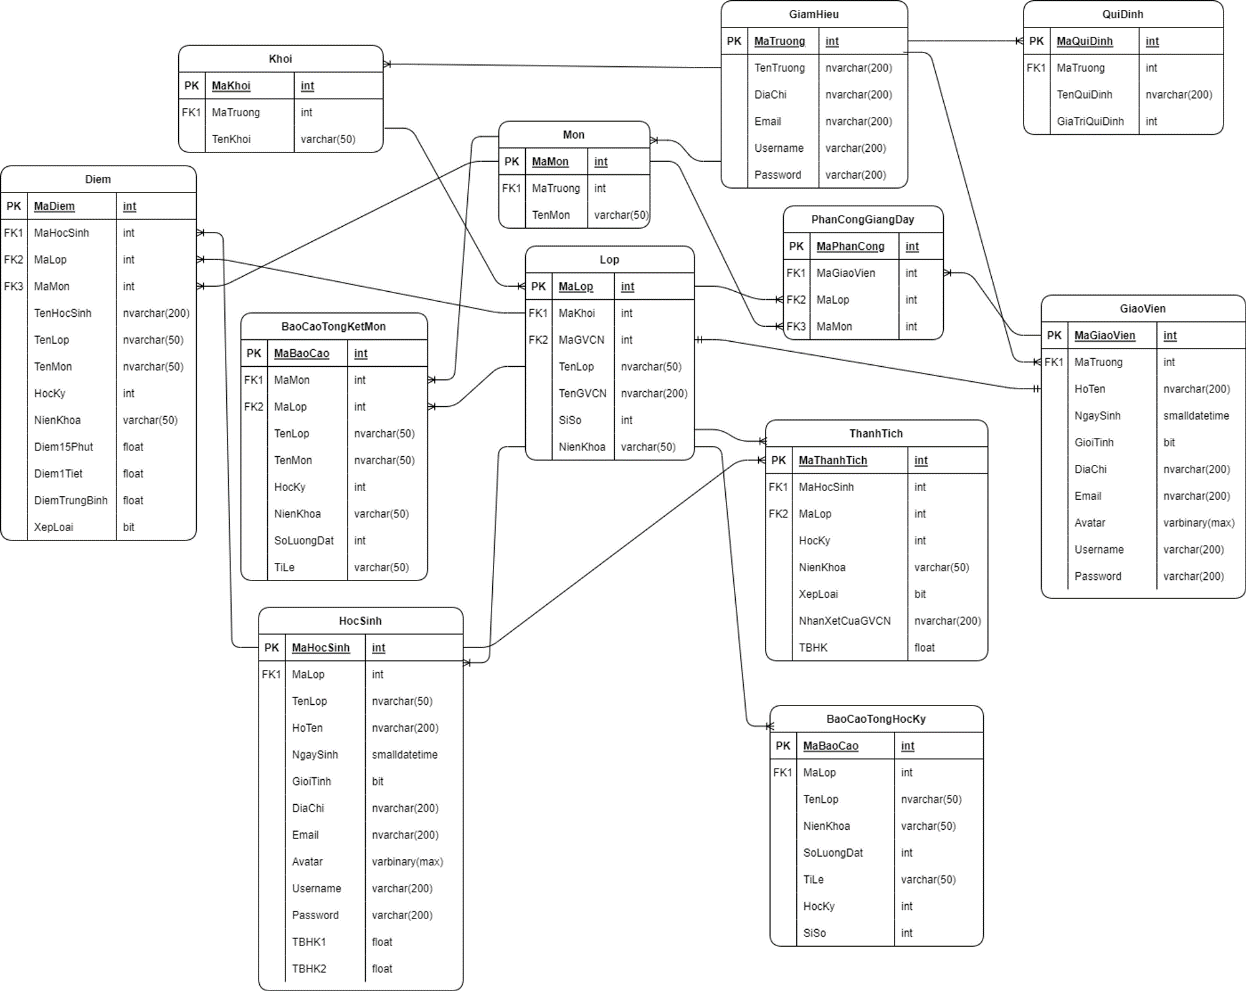 GiamHieu
PK MaTruong int
TenTruong nvarchar(200)
DiaChi nvarchar(200)
Email nvarchar(200)
Username varchar(200)
Password varchar(200)
QuiDinh
PK MaQuiDinh int
FK1 MaTruong int
TenQuiDinh nvarchar(200)
GiaTriQuiDinh int
Khoi
PK MaKhoi int
FK1 MaTruong int
TenKhoi varchar(50)
Mon
PK MaMon int
FK1 MaTruong int
TenMon varchar(50)
Diem
PK MaDiem int
FK1 MaHocSinh int
FK2 MaLop int
FK3 MaMon int
TenHocSinh nvarchar(200)
TenLop nvarchar(50)
TenMon nvarchar(50)
HocKy int
NienKhoa varchar(50)
Diem15Phut float
Diem1Tiet float
DiemTrungBinh float
XepLoai bit
PhanCongGiangDay
PK MaPhanCong int
FK1 MaGiaoVien int
FK2 MaLop int
FK3 MaMon int
Lop
PK MaLop int
FK1 MaKhoi int
FK2 MaGVCN int
TenLop nvarchar(50)
TenGVCN nvarchar(200)
SiSo int
NienKhoa varchar(50)
GiaoVien
PK MaGiaoVien int
FK1 MaTruong int
HoTen nvarchar(200)
NgaySinh smalldatetime
GioiTinh bit
DiaChi nvarchar(200)
Email nvarchar(200)
Avatar varbinary(max)
Username varchar(200)
Password varchar(200)
BaoCaoTongKetMon
PK MaBaoCao int
FK1 MaMon int
FK2 MaLop int
TenLop nvarchar(50)
TenMon nvarchar(50)
HocKy int
NienKhoa varchar(50)
SoLuongDat int
TiLe varchar(50)
ThanhTich
PK MaThanhTich int
FK1 MaHocSinh int
FK2 MaLop int
HocKy int
NienKhoa varchar(50)
XepLoai bit
NhanXetCuaGVCN nvarchar(200)
TBHK float
HocSinh
PK MaHocSinh int
FK1 MaLop int
TenLop nvarchar(50)
HoTen nvarchar(200)
NgaySinh smalldatetime
GioiTinh bit
DiaChi nvarchar(200)
Email nvarchar(200)
Avatar varbinary(max)
Username varchar(200)
Password varchar(200)
TBHK1 float
TBHK2 float
BaoCaoTongHocKy
PK MaBaoCao int
FK1 MaLop int
TenLop nvarchar(50)
NienKhoa varchar(50)
SoLuongDat int
TiLe varchar(50)
HocKy int
SiSo int